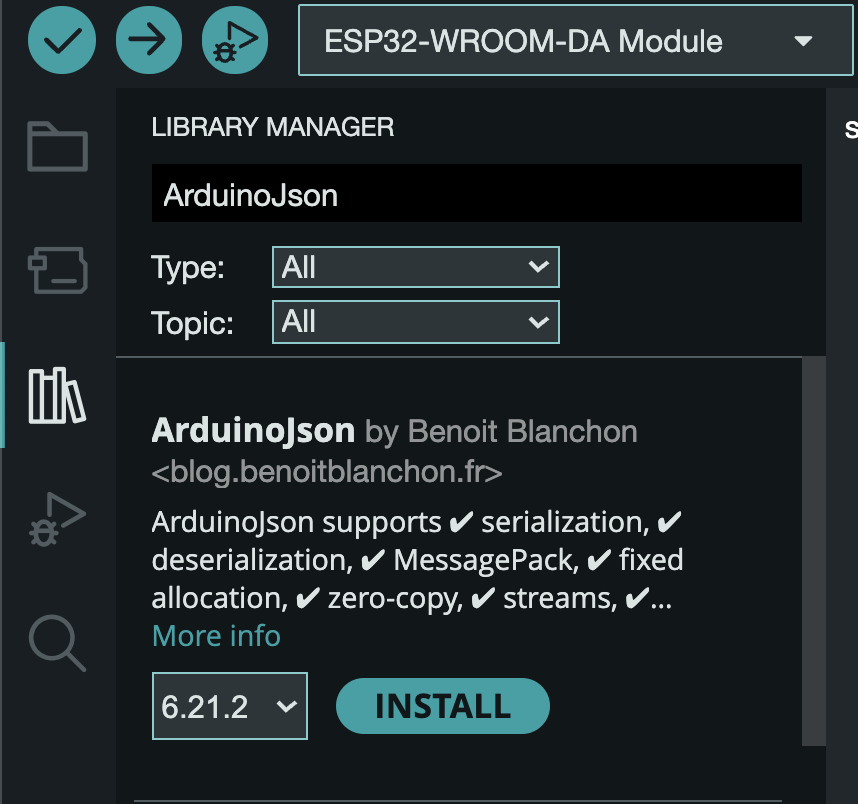 ESP32-WROOM-DA Module
LIBRARY MANAGER
ArduinoJson
Type: All
Topic: All
ArduinoJson by Benoit Blanchon
<blog.benoitblanchon.fr>
ArduinoJson supports ✔ serialization, ✔
deserialization, ✔ MessagePack, ✔ fixed
allocation, ✔ zero-copy, ✔ streams, ✔...
More info
6.21.2 INSTALL